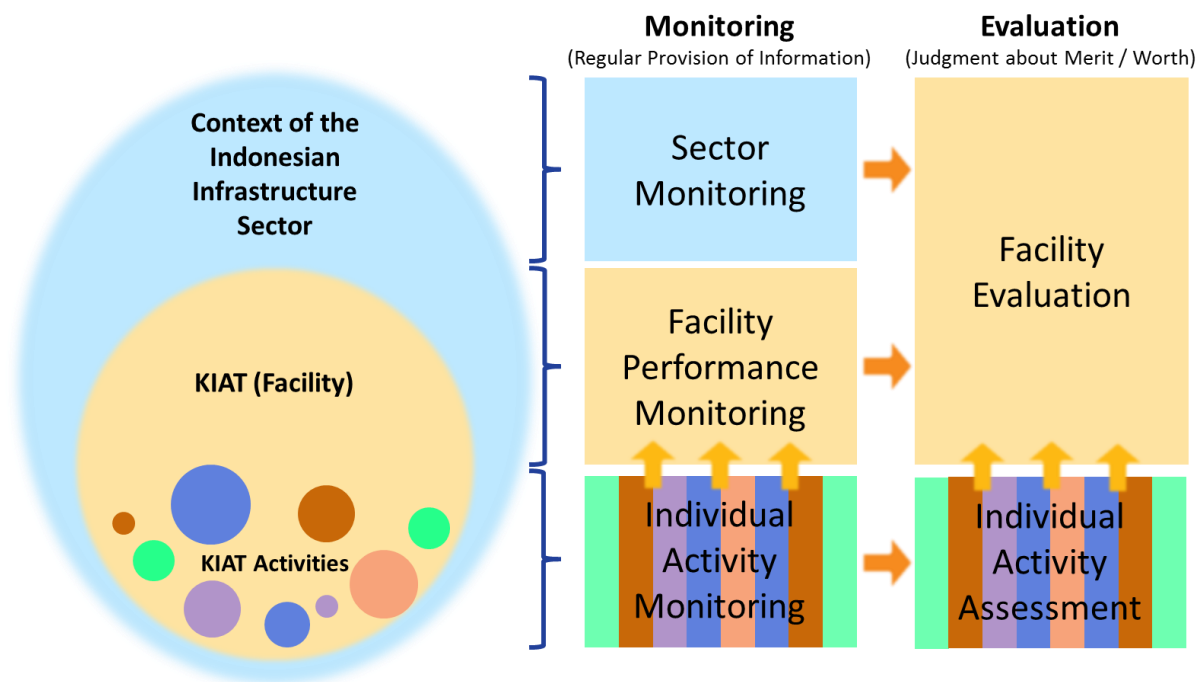 Monitoring
(Regular Provision of Information)
Evaluation
(Judgment about Merit / Worth)
Context of the
Indonesian
Infrastructure
Sector
KIAT (Facility)
KIAT Activities
Sector
Monitoring
Facility
Performance
Monitoring
Individual
Activity
Monitoring
Facility
Evaluation
Individual
Activity
Assessment